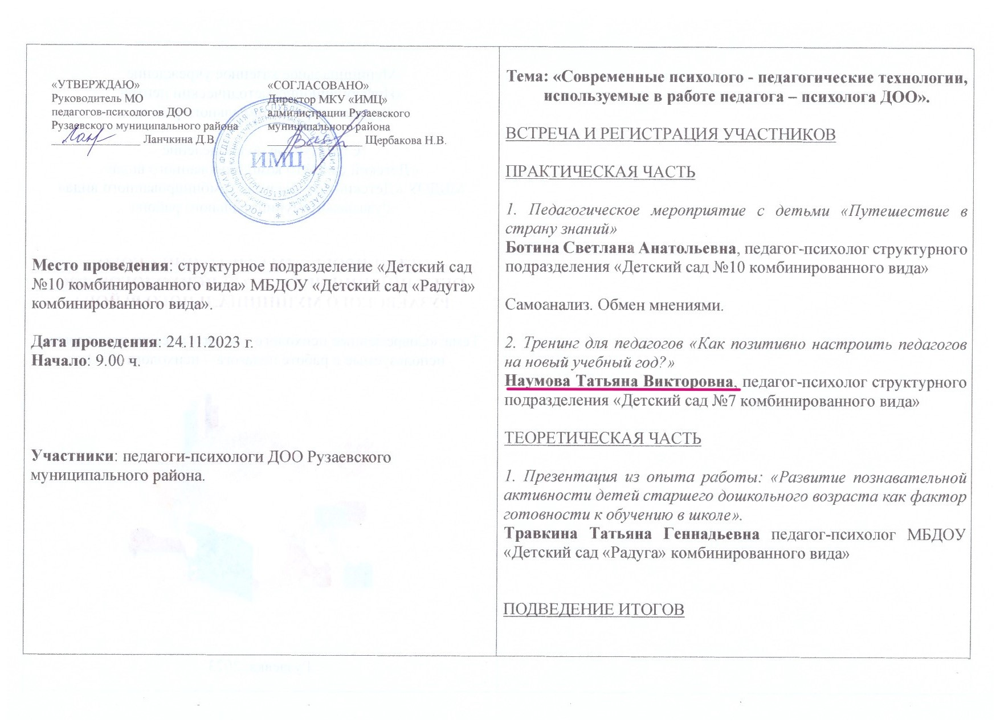 «УТВЕРЖДАЮ»
Руководитель МО
педагогов-психологов ДОО
Рузаевского муниципального района
Ланчкина Д.В.
«СОГЛАСОВАНО»
Директор МКУ «ИМЦ»
администрации Рузаевского
муниципального района
Щербакова Н.В.
ИМЦ
Место проведения: структурное подразделение «Детский сад
№10 комбинированного вида» МБДОУ «Детский сад «Радуга»
комбинированного вида».
Дата проведения: 24.11.2023 г.
Начало: 9.00 ч.
Участники: педагоги-психологи ДОО Рузаевского
муниципального района.
Тема: «Современные психолого - педагогические технологии,
используемые в работе педагога – психолога ДОО».
ВСТРЕЧА И РЕГИСТРАЦИЯ УЧАСТНИКОВ
ПРАКТИЧЕСКАЯ ЧАСТЬ
1. Педагогическое мероприятие с детьми «Путешествие в
страну знаний»
Ботина Светлана Анатольевна, педагог-психолог структурного
подразделения «Детский сад №10 комбинированного вида»
Самоанализ. Обмен мнениями.
2. Тренинг для педагогов «Как позитивно настроить педагогов
на новый учебный год?»
Наумова Татьяна Викторовна, педагог-психолог структурного
подразделения «Детский сад №7 комбинированного вида»
ТЕОРЕТИЧЕСКАЯ ЧАСТЬ
1. Презентация из опыта работы: «Развитие познавательной
активности детей старшего дошкольного возраста как фактор
готовности к обучению в школе».
Травкина Татьяна Геннадьевна педагог-психолог МБДОУ
«Детский сад «Радуга» комбинированного вида»
ПОДВЕДЕНИЕ ИТОГОВ